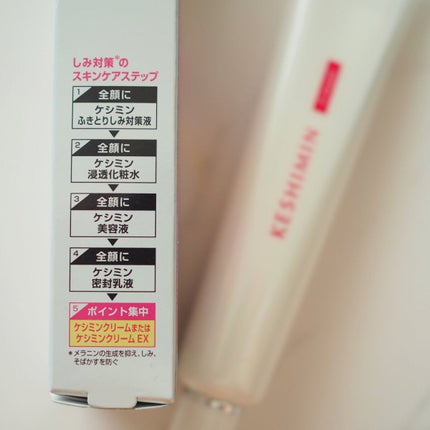 しみ対策*の
スキンケアステップ
1 全顔に
ケシミン
ふきとりしみ対策液
2 全顔に
ケシミン
浸透化粧水
3 全顔に
ケシミン
美容液
4 全顔に
ケシミン
密封乳液
5 ポイント集中
ケシミンクリームまたは
ケシミンクリームEX
*メラニンの生成を抑え、しみ、
そばかすを防ぐ
KESHIMIN